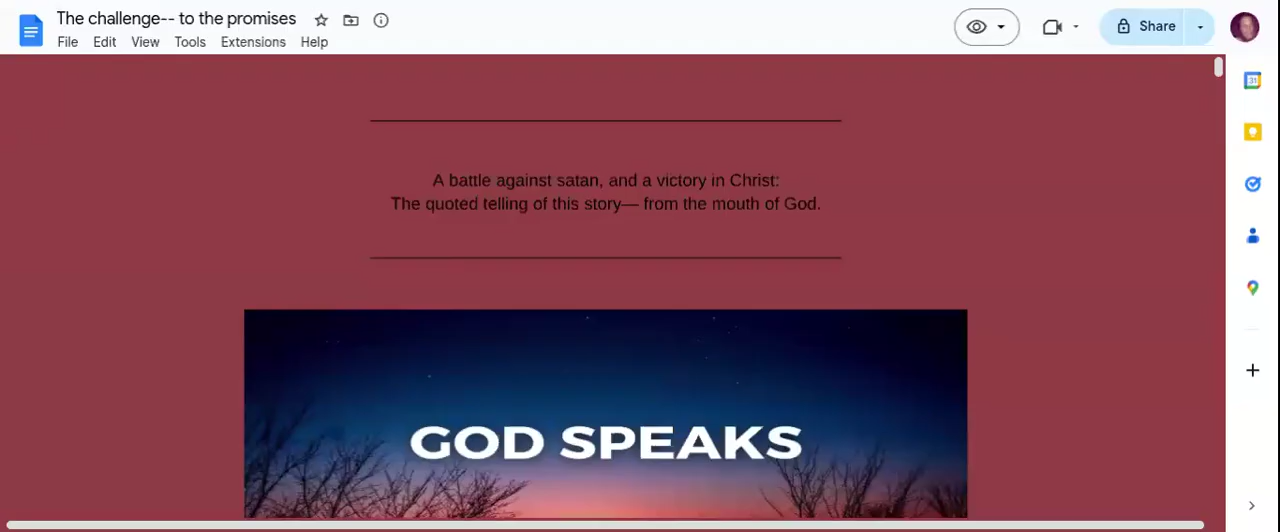 The challenge-- to the promises
File Edit View Tools Extensions Help
Share
31
A battle against satan, and a victory in Christ:
The quoted telling of this story— from the mouth of God.
GOD SPEAKS